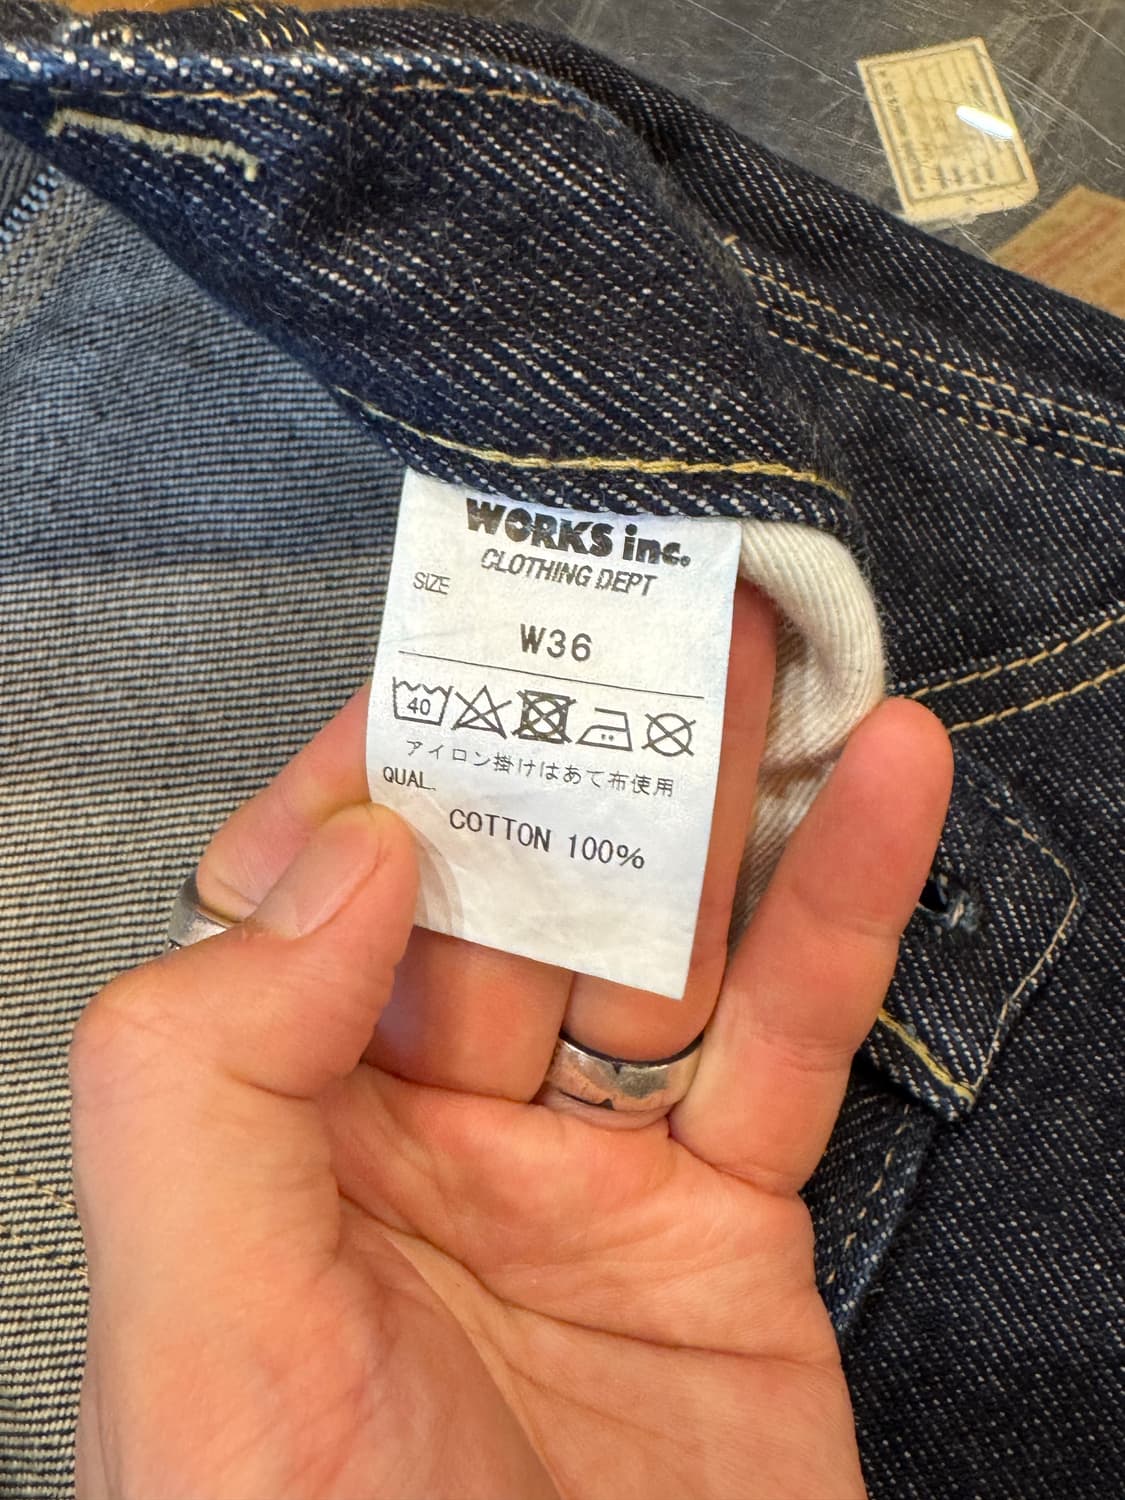 WORKS inc.
CLOTHING DEPT
SIZE
W36
40
アイロン掛けはあて布使用
QUAL.
COTTON 100%